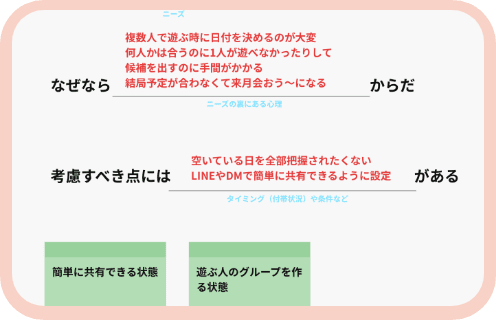 ニーズ
複数人で遊ぶ時に日付を決めるのが大変
何人かは合うのに1人が遊べなかったりして
候補を出すのに手間がかかる
結局予定が合わなくて来月会おう〜になる
なぜなら
からだ
ニーズの裏にある心理
空いている日を全部把握されたくない
LINEやDMで簡単に共有できるように設定
考慮すべき点には
がある
タイミング（付帯状況）や条件など
簡単に共有できる状態
遊ぶ人のグループを作
る状態